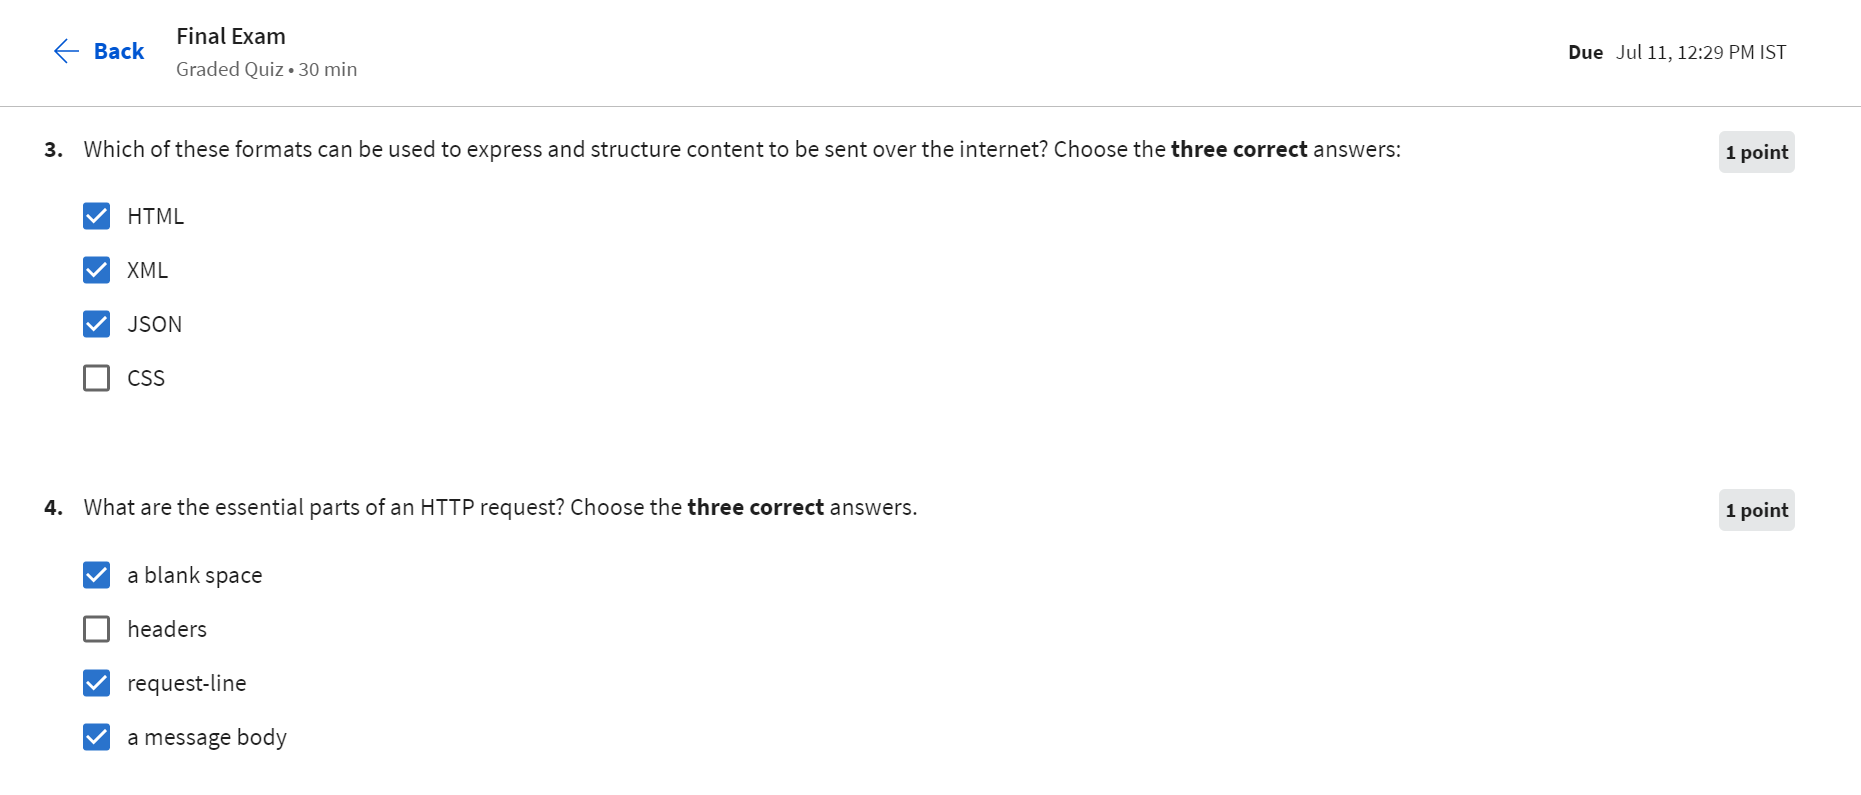 Back
Final Exam
Graded Quiz • 30 min
Due Jul 11, 12:29 PM IST
3. Which of these formats can be used to express and structure content to be sent over the internet? Choose the three correct answers:
1 point
HTML
XML
JSON
CSS
4. What are the essential parts of an HTTP request? Choose the three correct answers.
1 point
a blank space
headers
request-line
a message body